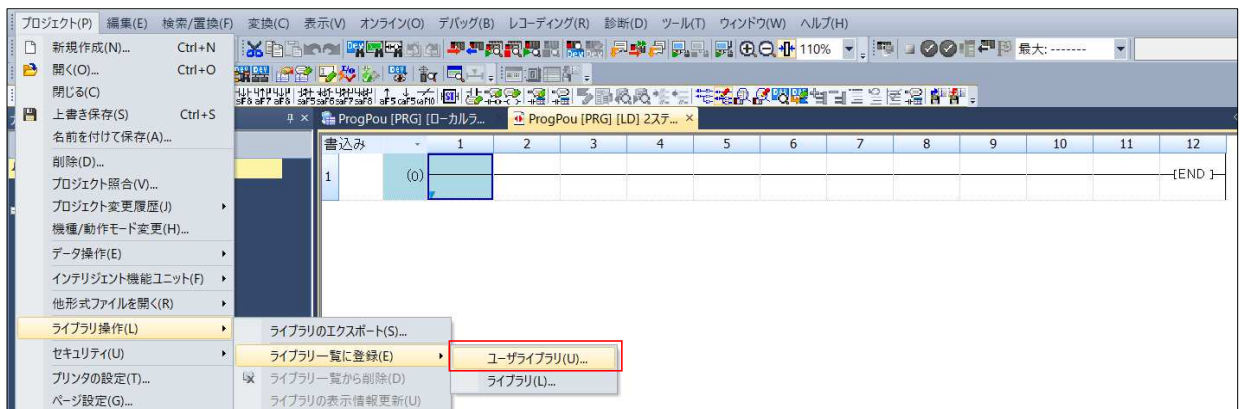 プロジェクト(P) 編集(E) 検索/置換(F) 変換(C) 表示(V) オンライン(O) デバッグ(B) レコーディング(R) 診断(D) ツール(T) ウィンドウ(W) ヘルプ(H)
新規作成(N)... Ctrl+N
110%
最大: -------
開く(O)... Ctrl+O
閉じる(C)
上書き保存(S) Ctrl+S
ProgPou [PRG] [ローカルラ...
ProgPou [PRG] [LD] 2ステ...
名前を付けて保存(A)...
書込み 1 2 3 4 5 6 7 8 9 10 11 12
削除(D)...
1 (0) [END ]
プロジェクト照合(V)...
プロジェクト変更履歴(J)
機種/動作モード変更(H)...
データ操作(E)
インテリジェント機能ユニット(F)
他形式ファイルを開く(R)
ライブラリ操作(L)
ライブラリのエクスポート(S)...
セキュリティ(U)
ライブラリ一覧に登録(E)
ユーザライブラリ(U)...
プリンタの設定(T)...
ライブラリ一覧から削除(D)
ライブラリ(L)...
ページ設定(G)...
ライブラリの表示情報更新(U)